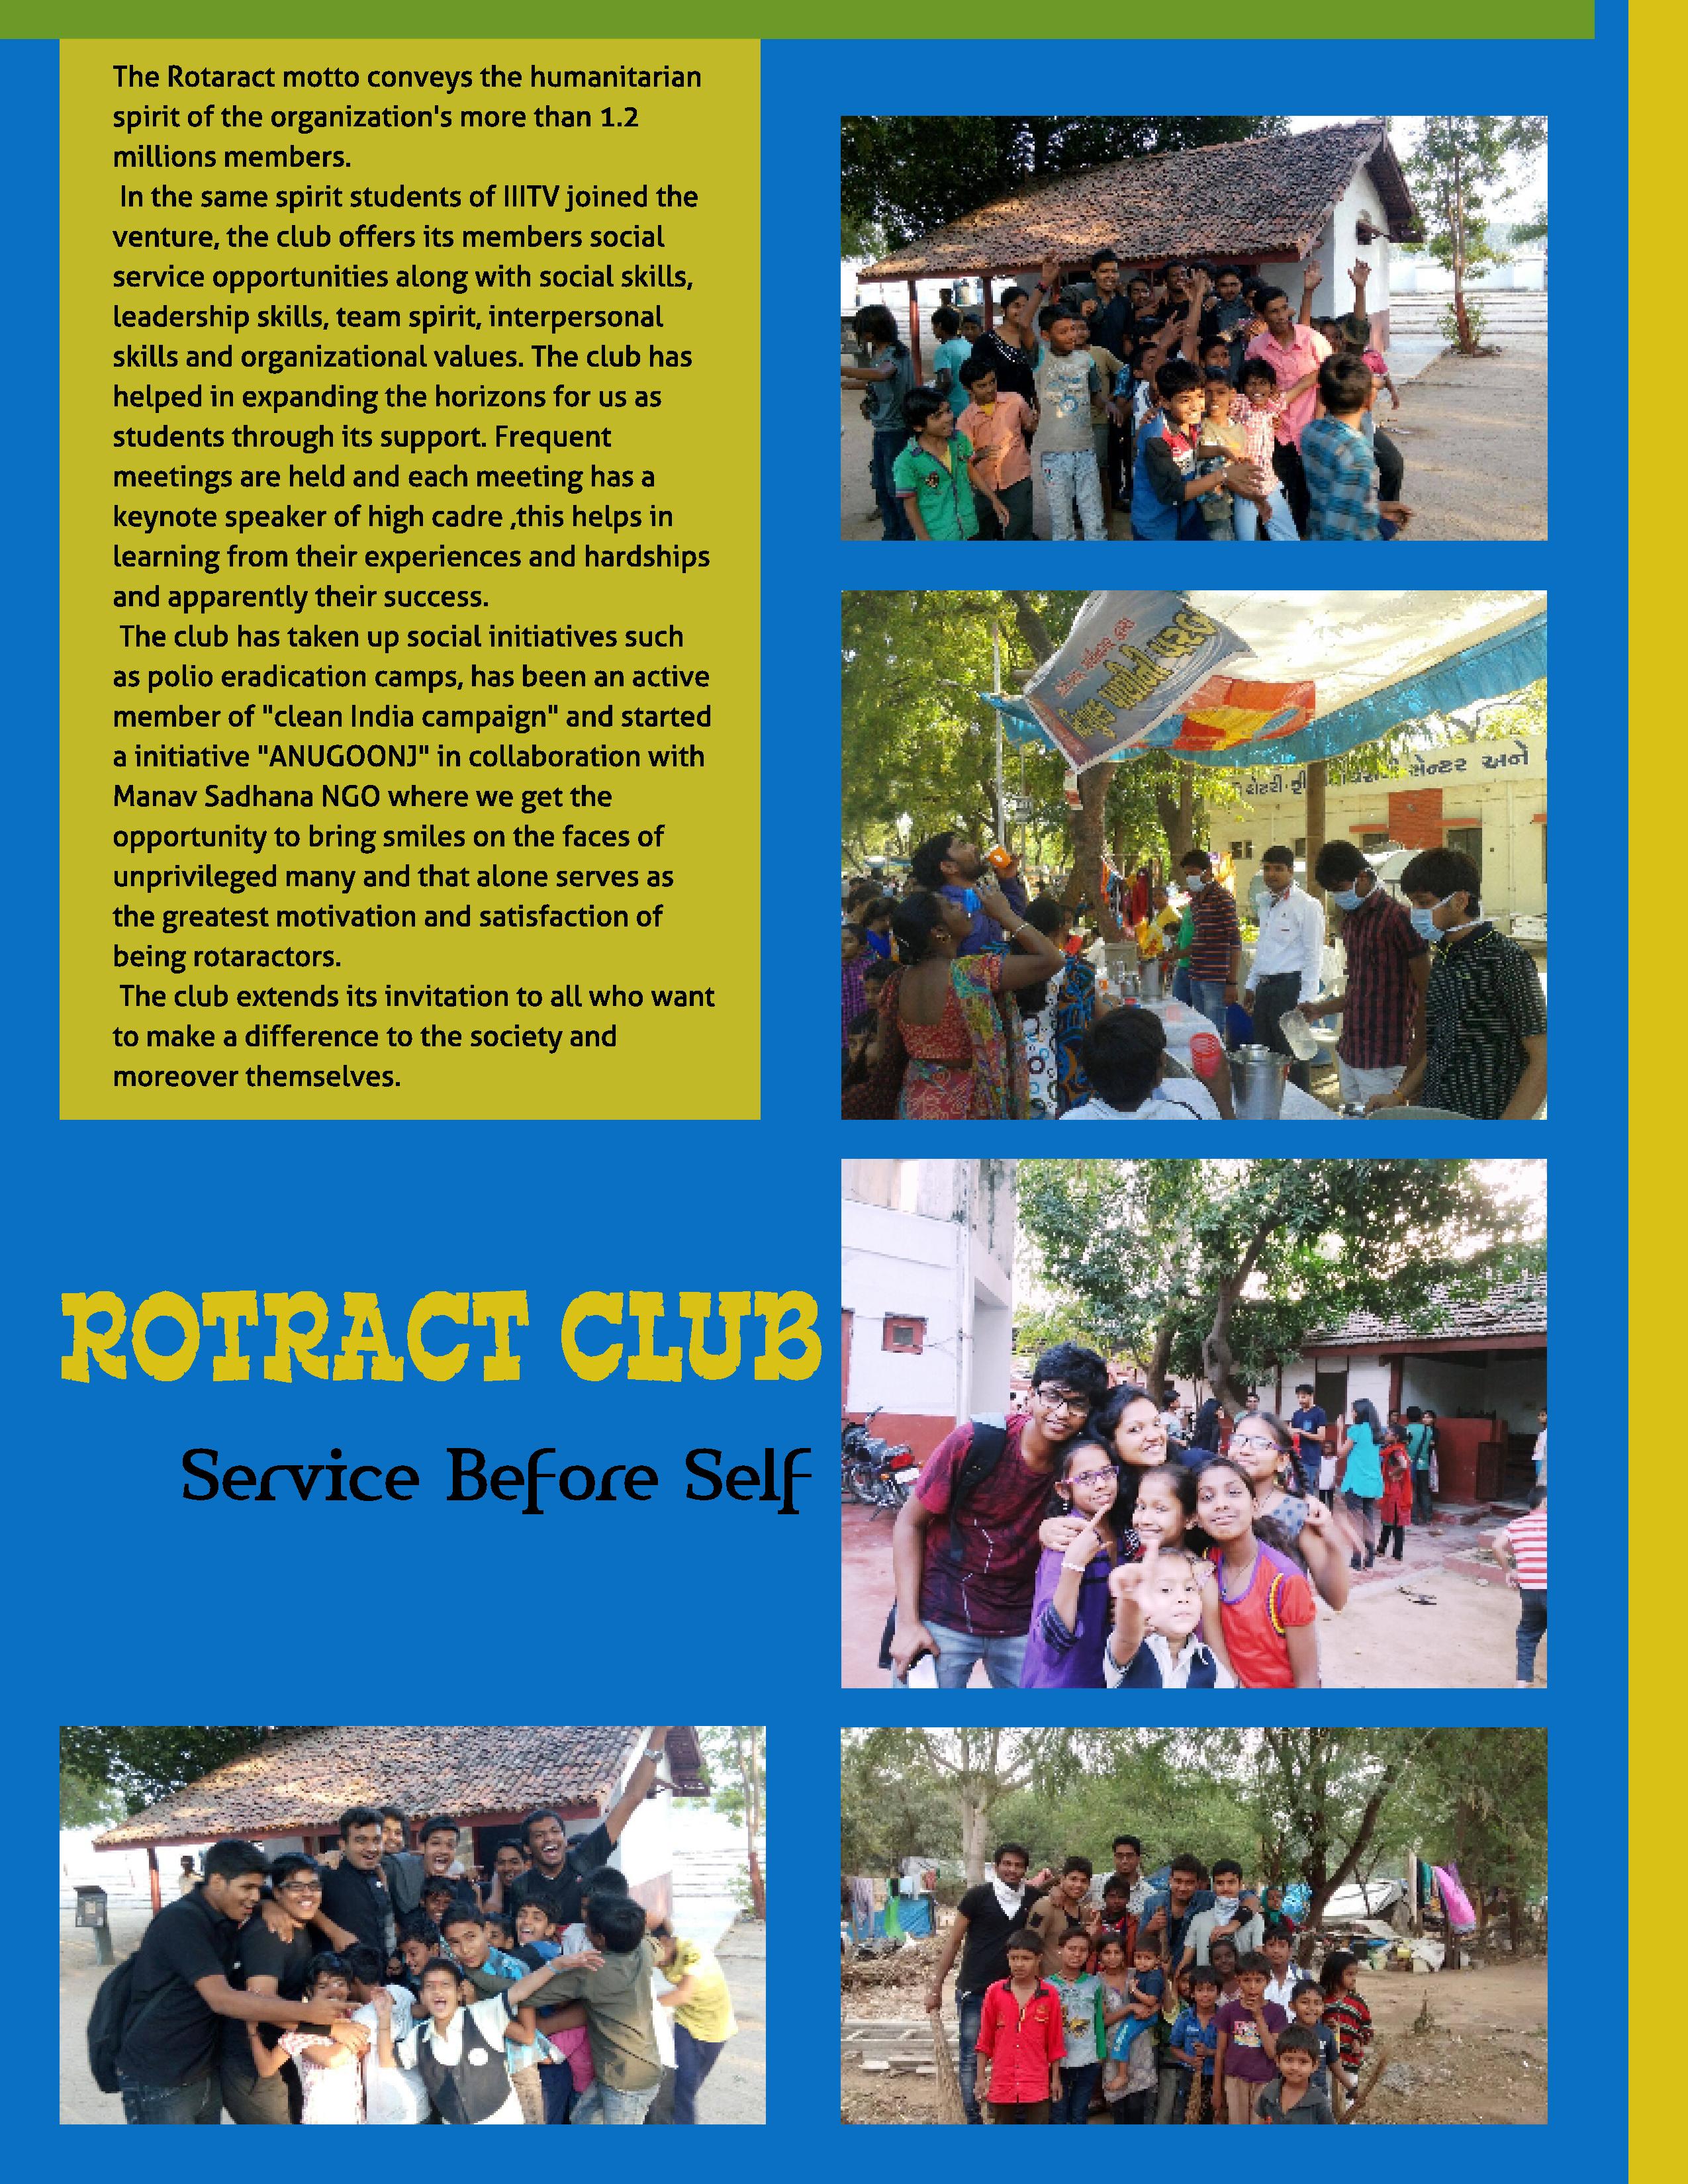 The Rotaract motto conveys the humanitarian
spirit of the organization's more than 1.2
millions members.
In the same spirit students of IIITV joined the
venture, the club offers its members social
service opportunities along with social skills,
leadership skills, team spirit, interpersonal
skills and organizational values. The club has
helped in expanding the horizons for us as
students through its support. Frequent
meetings are held and each meeting has a
keynote speaker of high cadre ,this helps in
learning from their experiences and hardships
and apparently their success.
The club has taken up social initiatives such
as polio eradication camps, has been an active
member of "clean India campaign" and started
a initiative "ANUGOONJ" in collaboration with
Manav Sadhana NGO where we get the
opportunity to bring smiles on the faces of
unprivileged many and that alone serves as
the greatest motivation and satisfaction of
being rotaractors.
The club extends its invitation to all who want
to make a difference to the society and
moreover themselves.
સેન્ટર અને
ROTRACT CLUB
Service Before Self